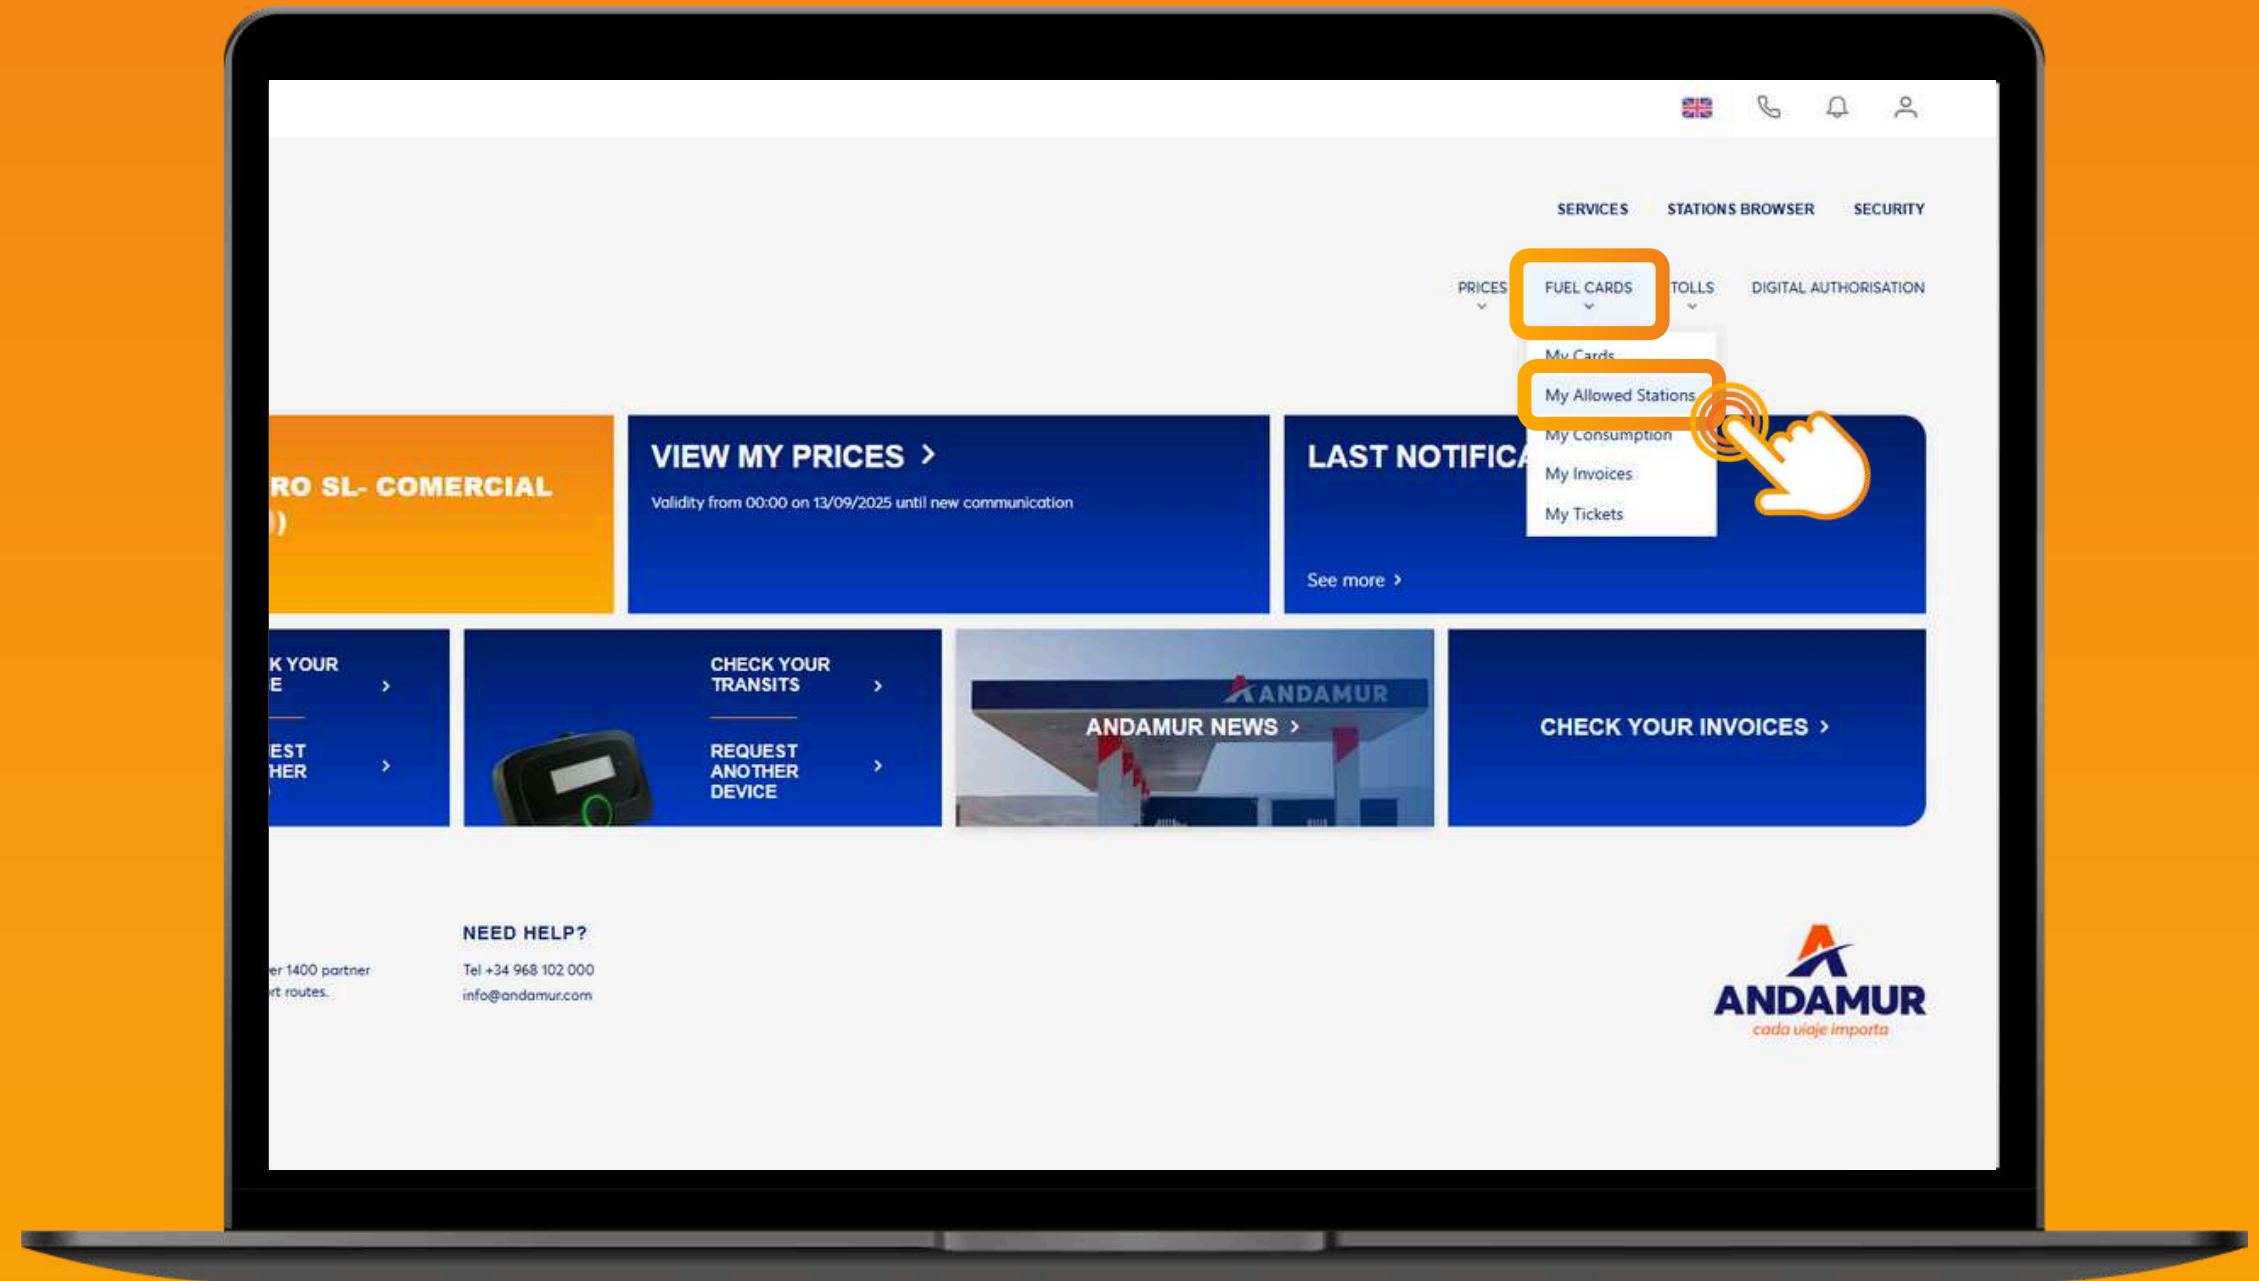 SERVICES STATIONS BROWSER SECURITY
PRICES FUEL CARDS TOLLS DIGITAL AUTHORISATION
My Cards
My Allowed Stations
My Consumption
My Invoices
My Tickets
RO SL- COMERCIAL
)
VIEW MY PRICES >
Validity from 00:00 on 13/09/2025 until new communication
LAST NOTIFICA
See more >
K YOUR
E >
EST
HER >
CHECK YOUR
TRANSITS >
REQUEST
ANOTHER >
DEVICE
ANDAMUR
ANDAMUR NEWS >
CHECK YOUR INVOICES >
er 1400 partner
rt routes.
NEED HELP?
Tel +34 968 102 000
info@andamur.com
ANDAMUR
cada viaje importa